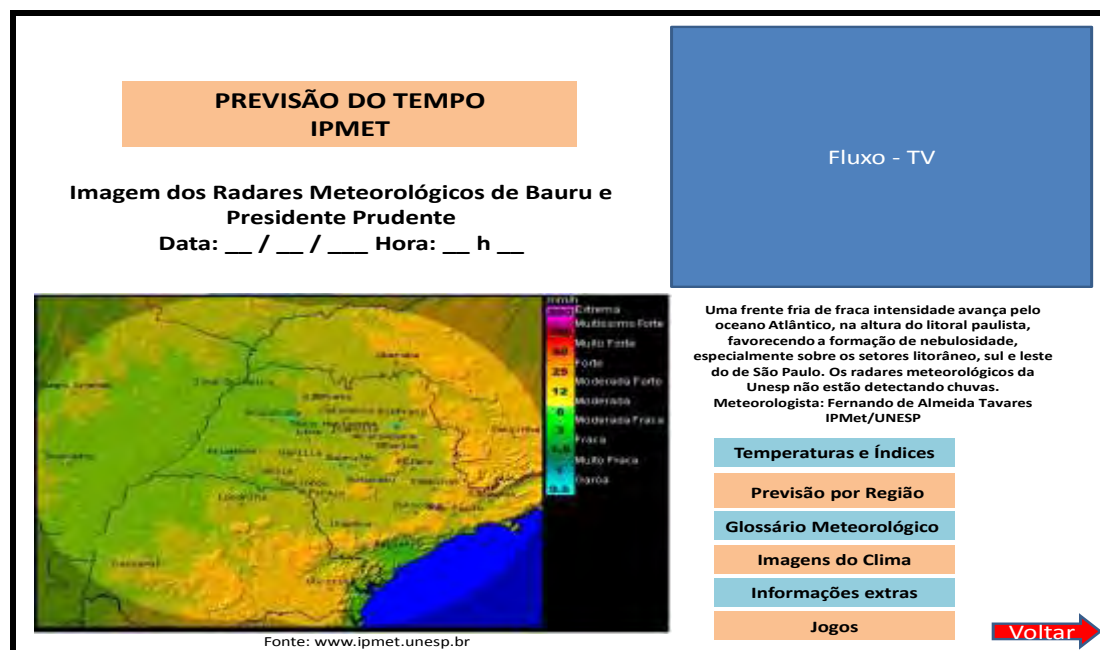 PREVISÃO DO TEMPO
IPMET
Fluxo - TV
Imagem dos Radares Meteorológicos de Bauru e
Presidente Prudente
Data: __ / __ / ___ Hora: __ h __
mm/h
Extrema
Muitíssimo Forte
Muito Forte
Forte
25
Moderada Forte
12
Moderada
Moderada Fraca
3
Fraca
Muito Fraca
Garoa
Londrina
Fonte: www.ipmet.unesp.br
Uma frente fria de fraca intensidade avança pelo
oceano Atlântico, na altura do litoral paulista,
favorecendo a formação de nebulosidade,
especialmente sobre os setores litorâneo, sul e leste
do de São Paulo. Os radares meteorológicos da
Unesp não estão detectando chuvas.
Meteorologista: Fernando de Almeida Tavares
IPMet/UNESP
Temperaturas e Índices
Previsão por Região
Glossário Meteorológico
Imagens do Clima
Informações extras
Jogos
Voltar